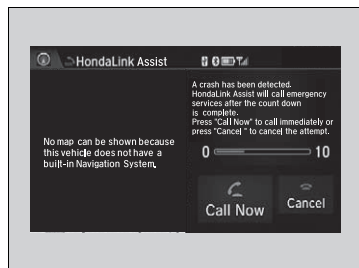 HondaLink Assist
A crash has been detected.
HondaLink Assist will call emergency
services after the count down
is complete.
Press "Call Now" to call immediately or
press "Cancel " to cancel the attempt.
No map can be shown because
this vehicle does not have a
built-in Navigation System.
0 10
Call Now
Cancel